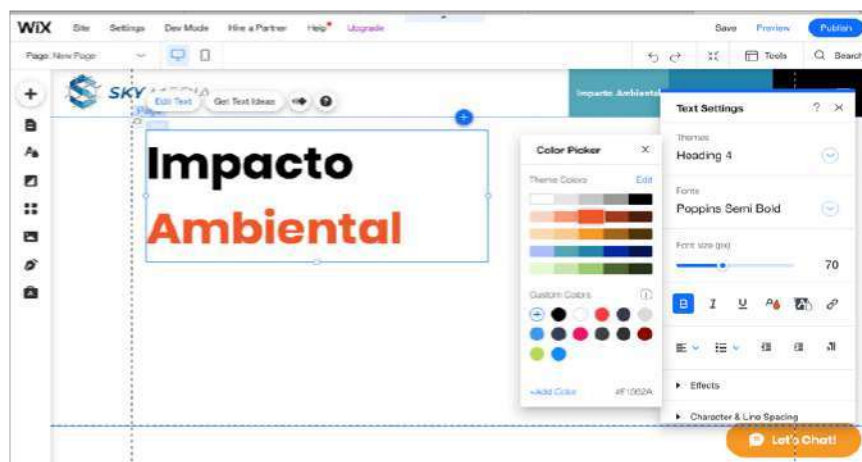 WiX Site Settings Dev Mode Hire a Partner Help Upgrade Save Preview Publish
Page: New Page Tools Search
SKY
Impacto Ambiental
Edit Text Get Text Ideas
Page
Impacto
Ambiental
Color Picker
Theme Colors Edit
Custom Colors
+Add Color
Text Settings ? ×
Themes
Heading 4
Fonts
Poppins Semi Bold
Font size (px)
70
B I U
Effects
Character & Line Spacing
Let's Chat!